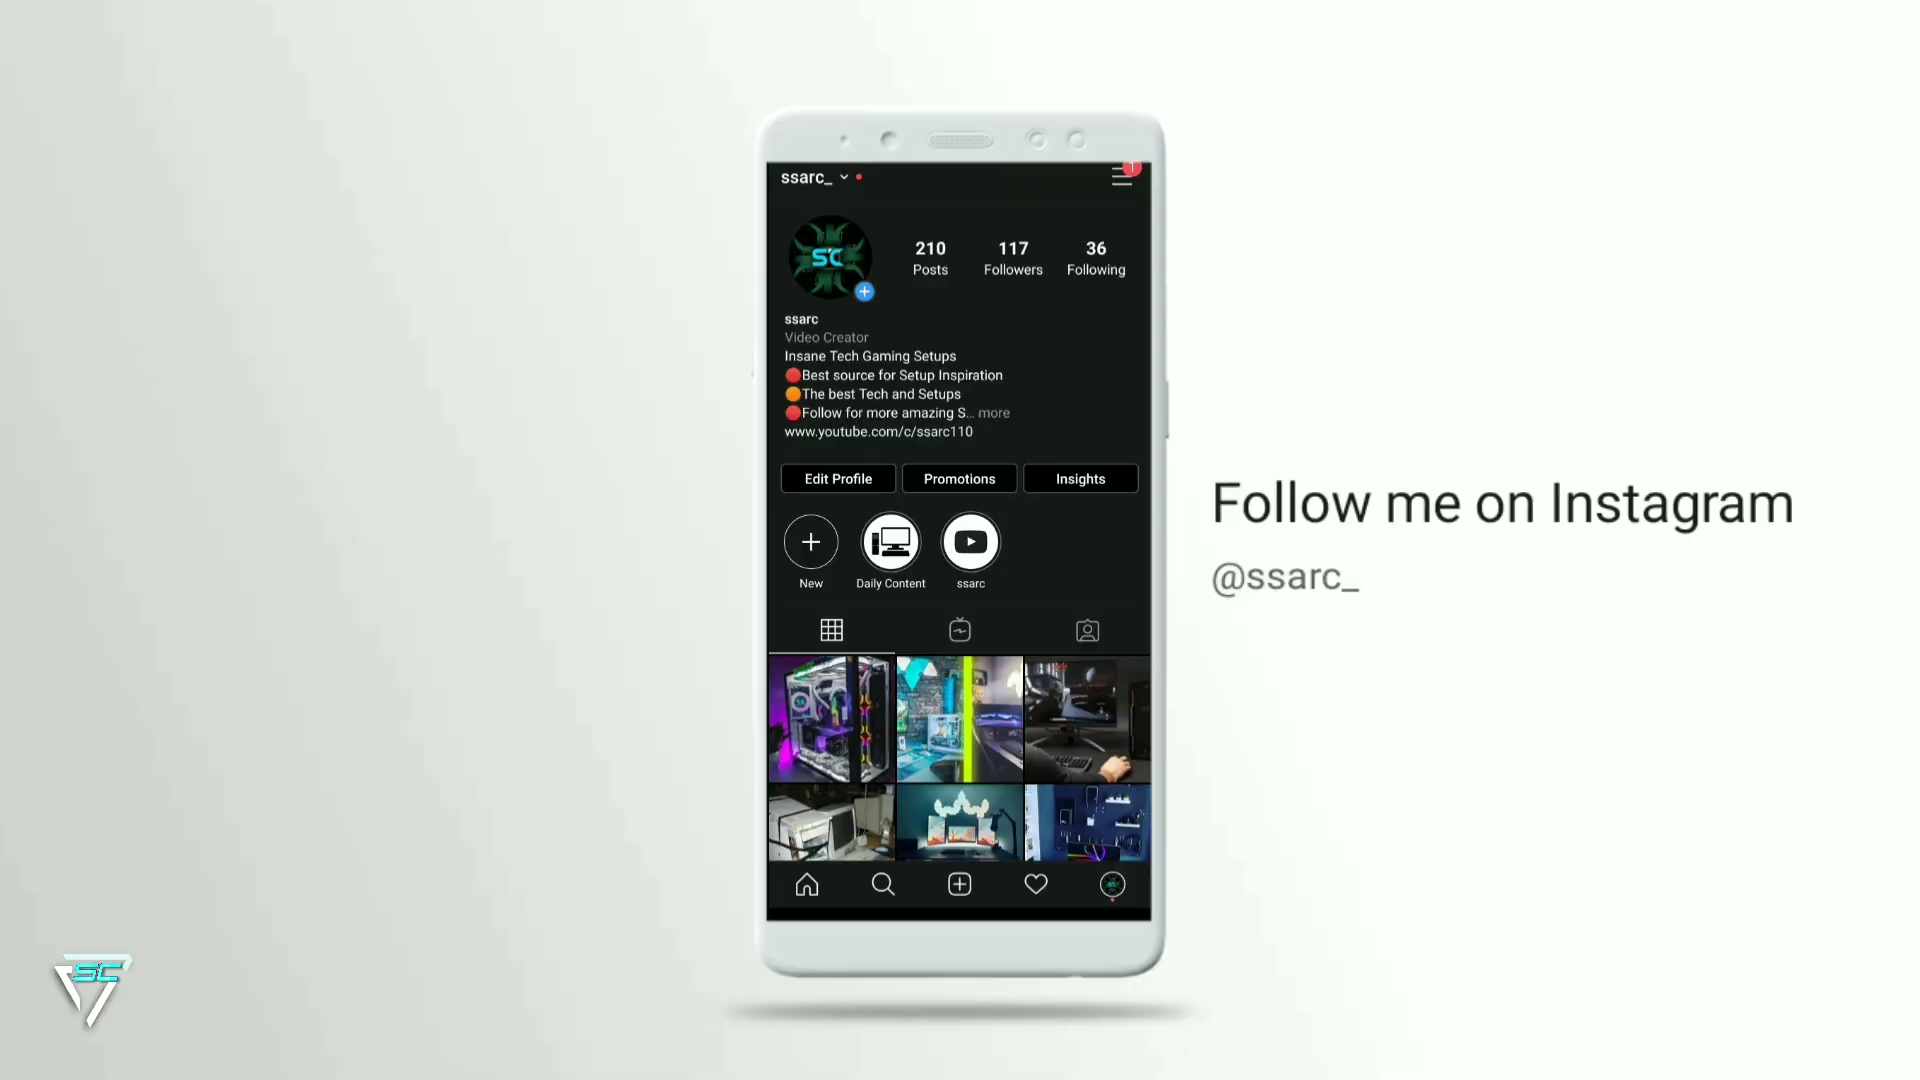 ssarc_
1
SC
210
Posts
117
Followers
36
Following
ssarc
Video Creator
Insane Tech Gaming Setups
🔴Best source for Setup Inspiration
🟠The best Tech and Setups
🔴Follow for more amazing S... more
www.youtube.com/c/ssarc110
Edit Profile
Promotions
Insights
New
Daily Content
ssarc
Follow me on Instagram
@ssarc_
SC